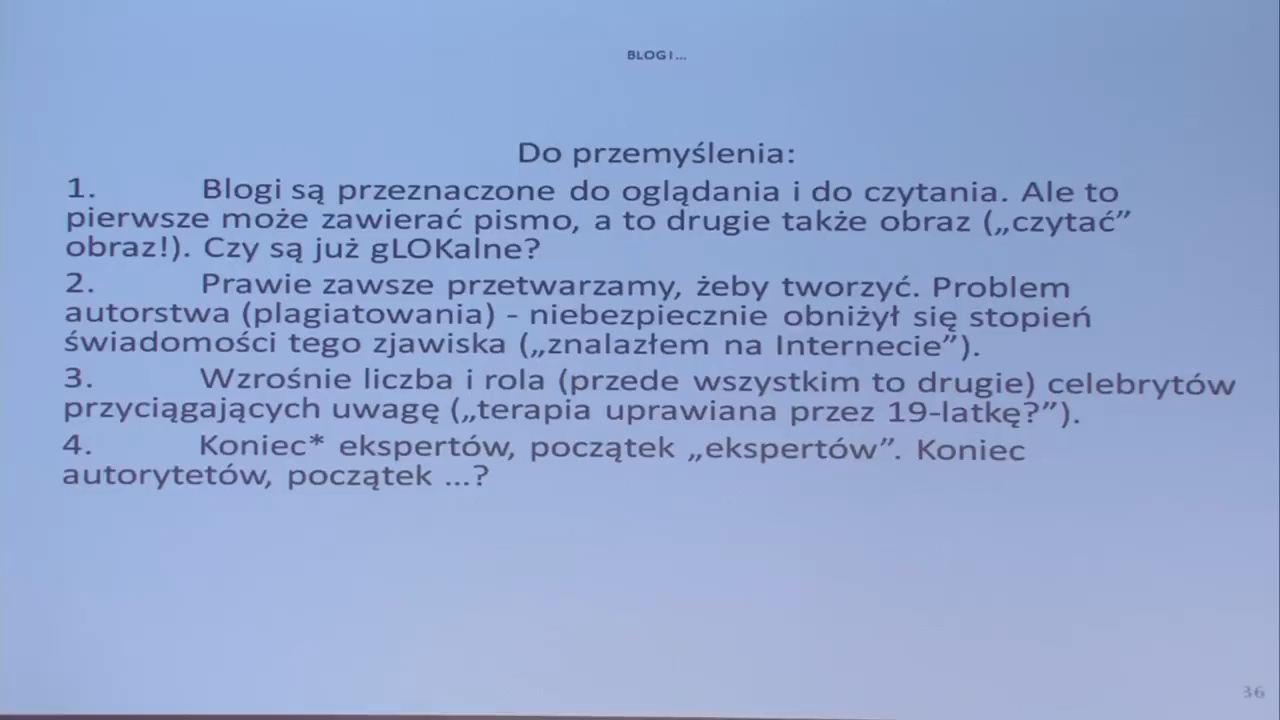 BLOG I...
Do przemyślenia:
1. Blogi są przeznaczone do oglądania i do czytania. Ale to
pierwsze może zawierać pismo, a to drugie także obraz („czytać”
obraz!). Czy są już gLOKalne?
2. Prawie zawsze przetwarzamy, żeby tworzyć. Problem
autorstwa (plagiatowania) - niebezpiecznie obniżył się stopień
świadomości tego zjawiska („znalazłem na Internecie”).
3. Wzrośnie liczba i rola (przede wszystkim to drugie) celebrytów
przyciągających uwagę („terapia uprawiana przez 19-latkę?”).
4. Koniec* ekspertów, początek „ekspertów”. Koniec
autorytetów, początek ...?
36